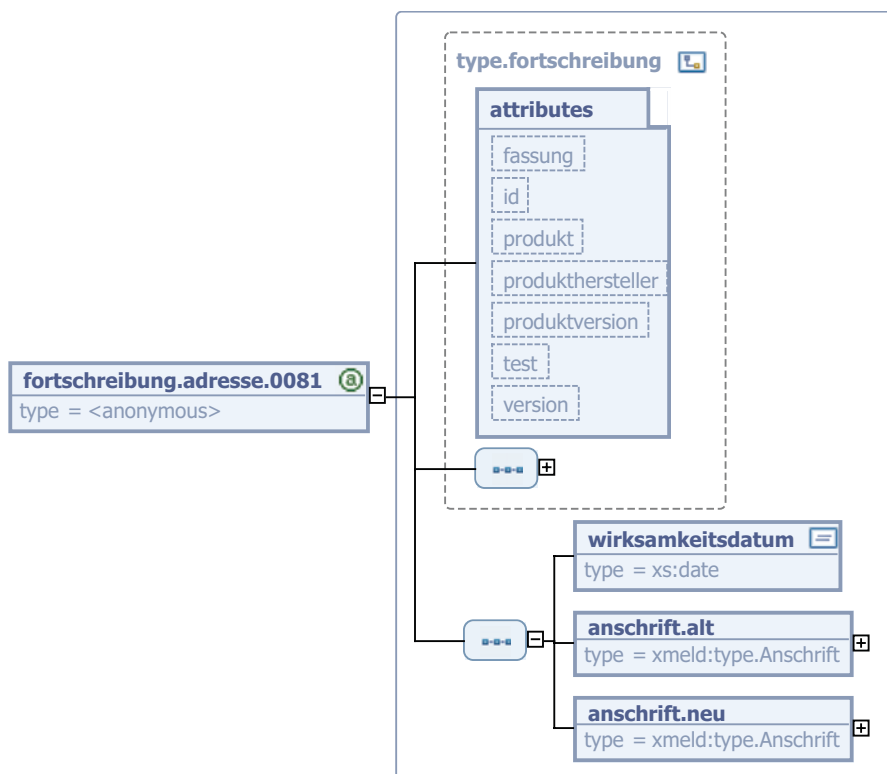 type.fortschreibung
attributes
fassung
id
produkt
produkthersteller
produktversion
test
version
fortschreibung.adresse.0081 a
type = <anonymous>
wirksamkeitsdatum
type = xs:date
anschrift.alt
type = xmeld:type.Anschrift
anschrift.neu
type = xmeld:type.Anschrift